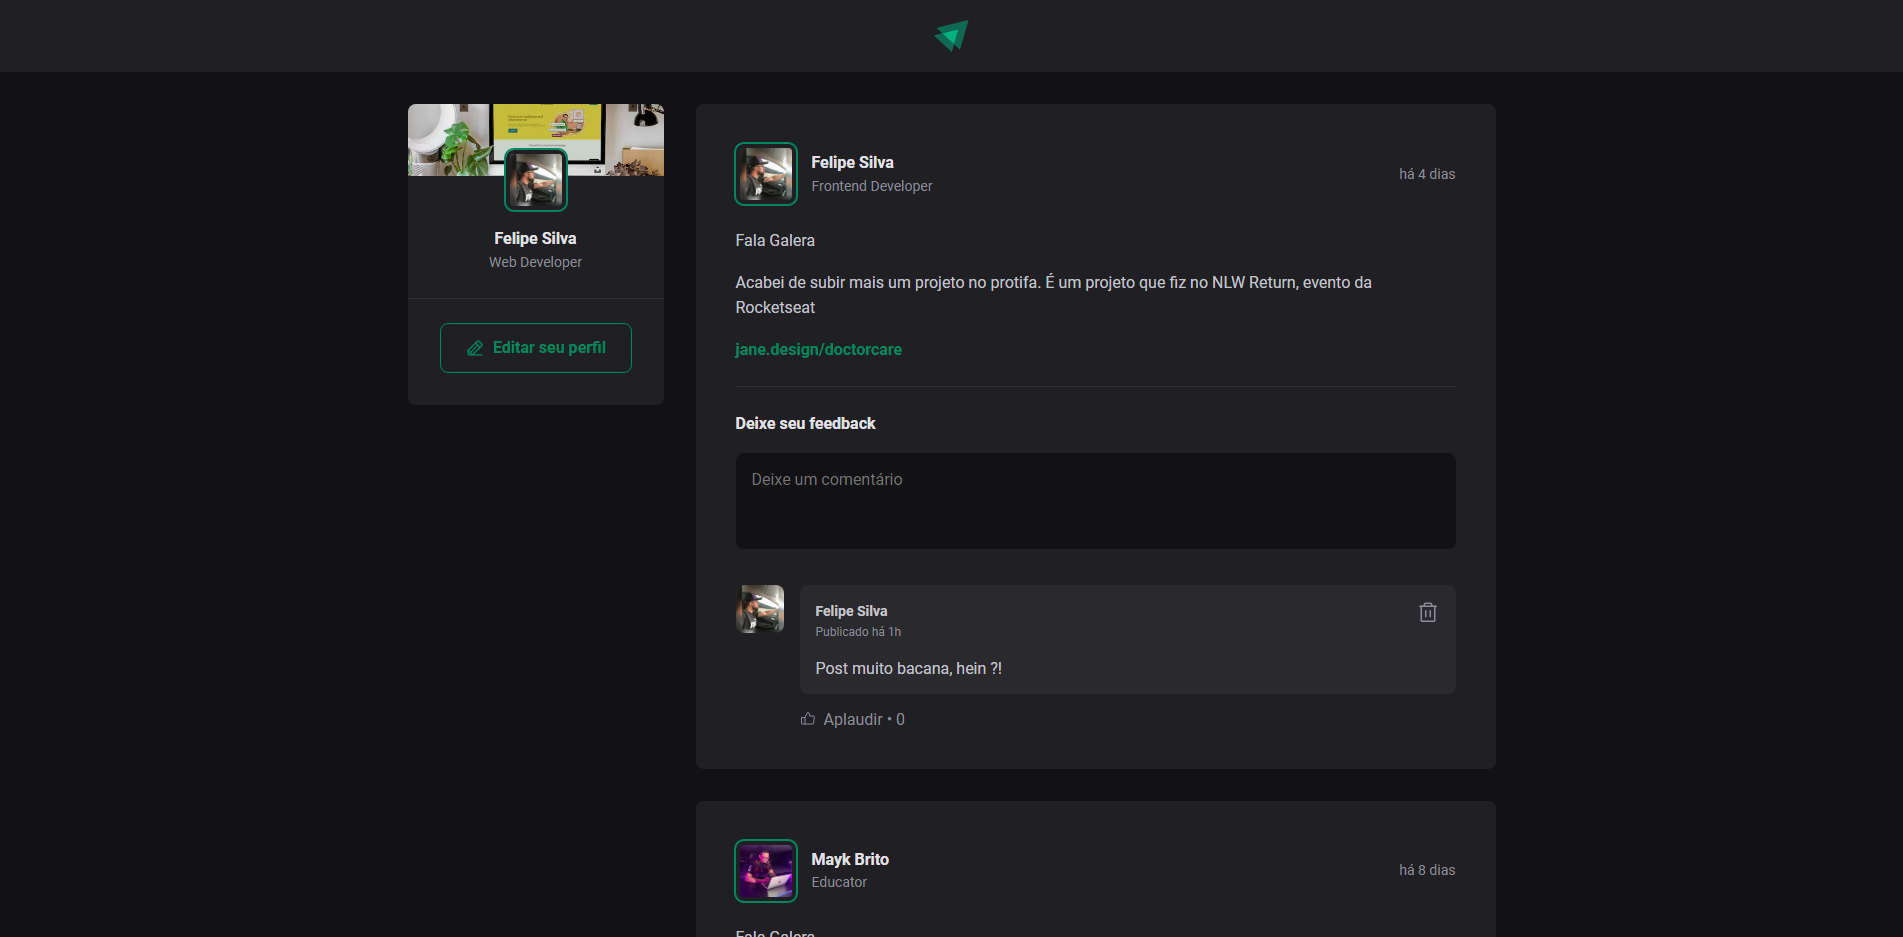 Felipe Silva
Web Developer
Editar seu perfil
Felipe Silva
Frontend Developer
há 4 dias
Fala Galera
Acabei de subir mais um projeto no protifa. É um projeto que fiz no NLW Return, evento da
Rocketseat
jane.design/doctorcare
Deixe seu feedback
Deixe um comentário
Felipe Silva
Publicado há 1h
Post muito bacana, hein ?!
Aplaudir • 0
Mayk Brito
Educator
há 8 dias
Fala Galera